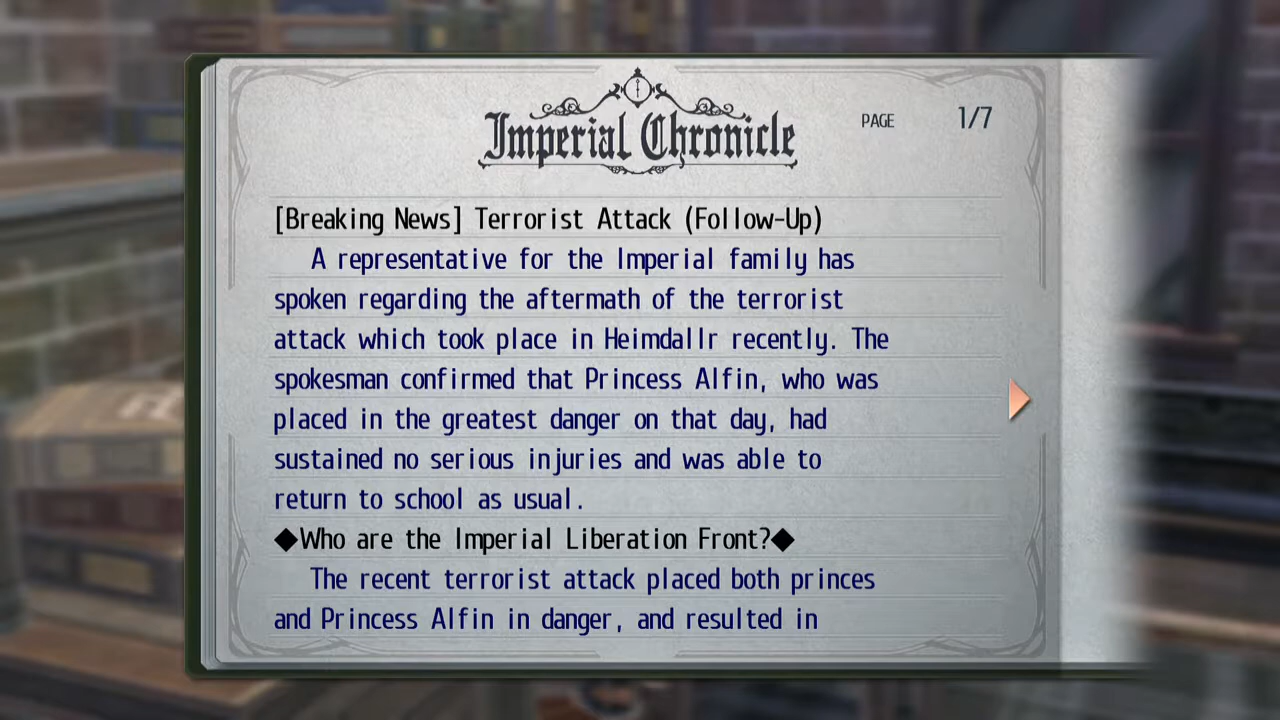 Imperial Chronicle
PAGE 1/7
[Breaking News] Terrorist Attack (Follow-Up)
A representative for the Imperial family has
spoken regarding the aftermath of the terrorist
attack which took place in Heimdallr recently. The
spokesman confirmed that Princess Alfin, who was
placed in the greatest danger on that day, had
sustained no serious injuries and was able to
return to school as usual.
◆Who are the Imperial Liberation Front?◆
The recent terrorist attack placed both princes
and Princess Alfin in danger, and resulted in